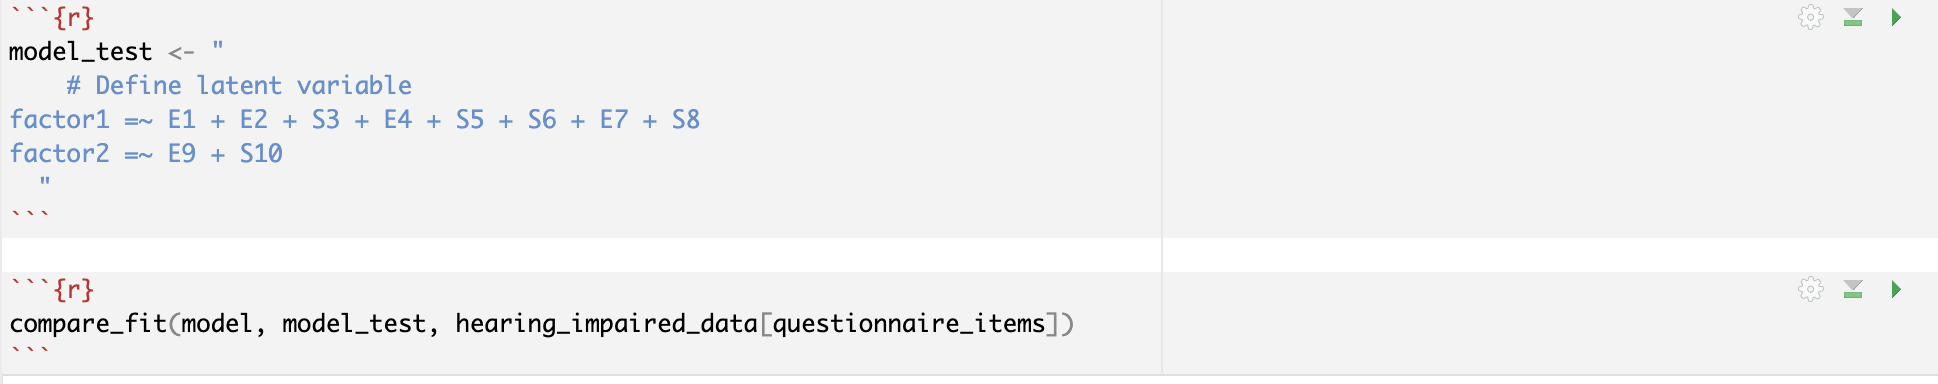 ```{r}
model_test <- "
    # Define latent variable
factor1 =~ E1 + E2 + S3 + E4 + S5 + S6 + E7 + S8
factor2 =~ E9 + S10
  "
```
```{r}
compare_fit(model, model_test, hearing_impaired_data[questionnaire_items])
```